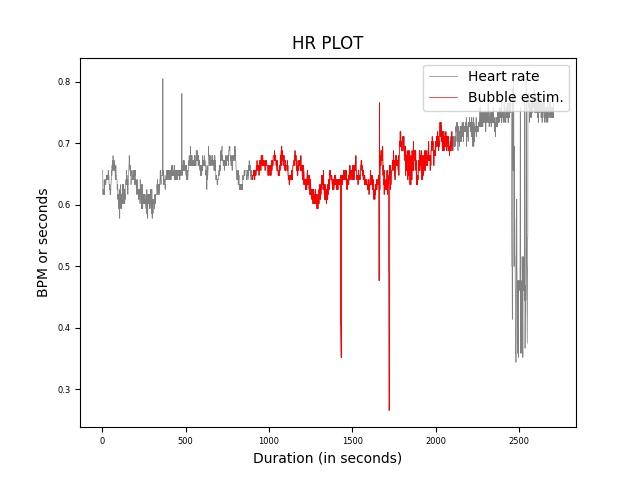 HR PLOT
Heart rate
Bubble estim.
BPM or seconds
0.8
0.7
0.6
0.5
0.4
0.3
0 500 1000 1500 2000 2500
Duration (in seconds)